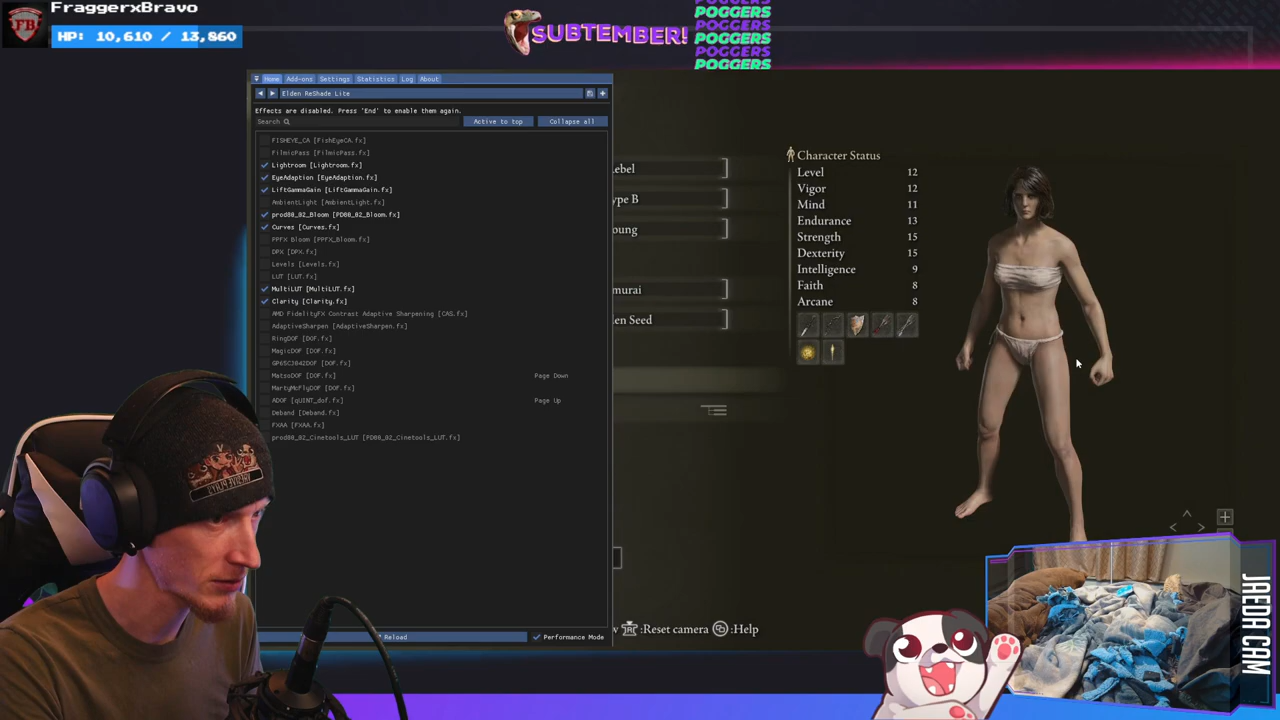 FraggerxBravo
HP: 10,610 / 13,860
SUBTEMBER!
POGGERS
POGGERS
POGGERS
POGGERS
POGGERS
Home Add-ons Settings Statistics Log About
Elden ReShade Lite
Effects are disabled. Press 'End' to enable them again.
Search
Active to top
Collapse all
FISHEYE_CA [FishEyeCA.fx]
FilmicPass [FilmicPass.fx]
Lightroom [Lightroom.fx]
EyeAdaption [EyeAdaption.fx]
LiftGammaGain [LiftGammaGain.fx]
AmbientLight [AmbientLight.fx]
prod80_02_Bloom [PD80_02_Bloom.fx]
Curves [Curves.fx]
PPFX Bloom [PPFX_Bloom.fx]
DPX [DPX.fx]
Levels [Levels.fx]
LUT [LUT.fx]
MultiLUT [MultiLUT.fx]
Clarity [Clarity.fx]
AMD FidelityFX Contrast Adaptive Sharpening [CAS.fx]
AdaptiveSharpen [AdaptiveSharpen.fx]
RingDOF [DOF.fx]
MagicDOF [DOF.fx]
GP65CJ042DOF [DOF.fx]
MatsoDOF [DOF.fx] Page Down
MartyMcFlyDOF [DOF.fx]
ADOF [qUINT_dof.fx] Page Up
Deband [Deband.fx]
FXAA [FXAA.fx]
prod80_02_Cinetools_LUT [PD80_02_Cinetools_LUT.fx]
Reload
Performance Mode
ebel
ype B
oung
murai
en Seed
Character Status
Level 12
Vigor 12
Mind 11
Endurance 13
Strength 15
Dexterity 15
Intelligence 9
Faith 8
Arcane 8
:Reset camera :Help
JAEDA CAM